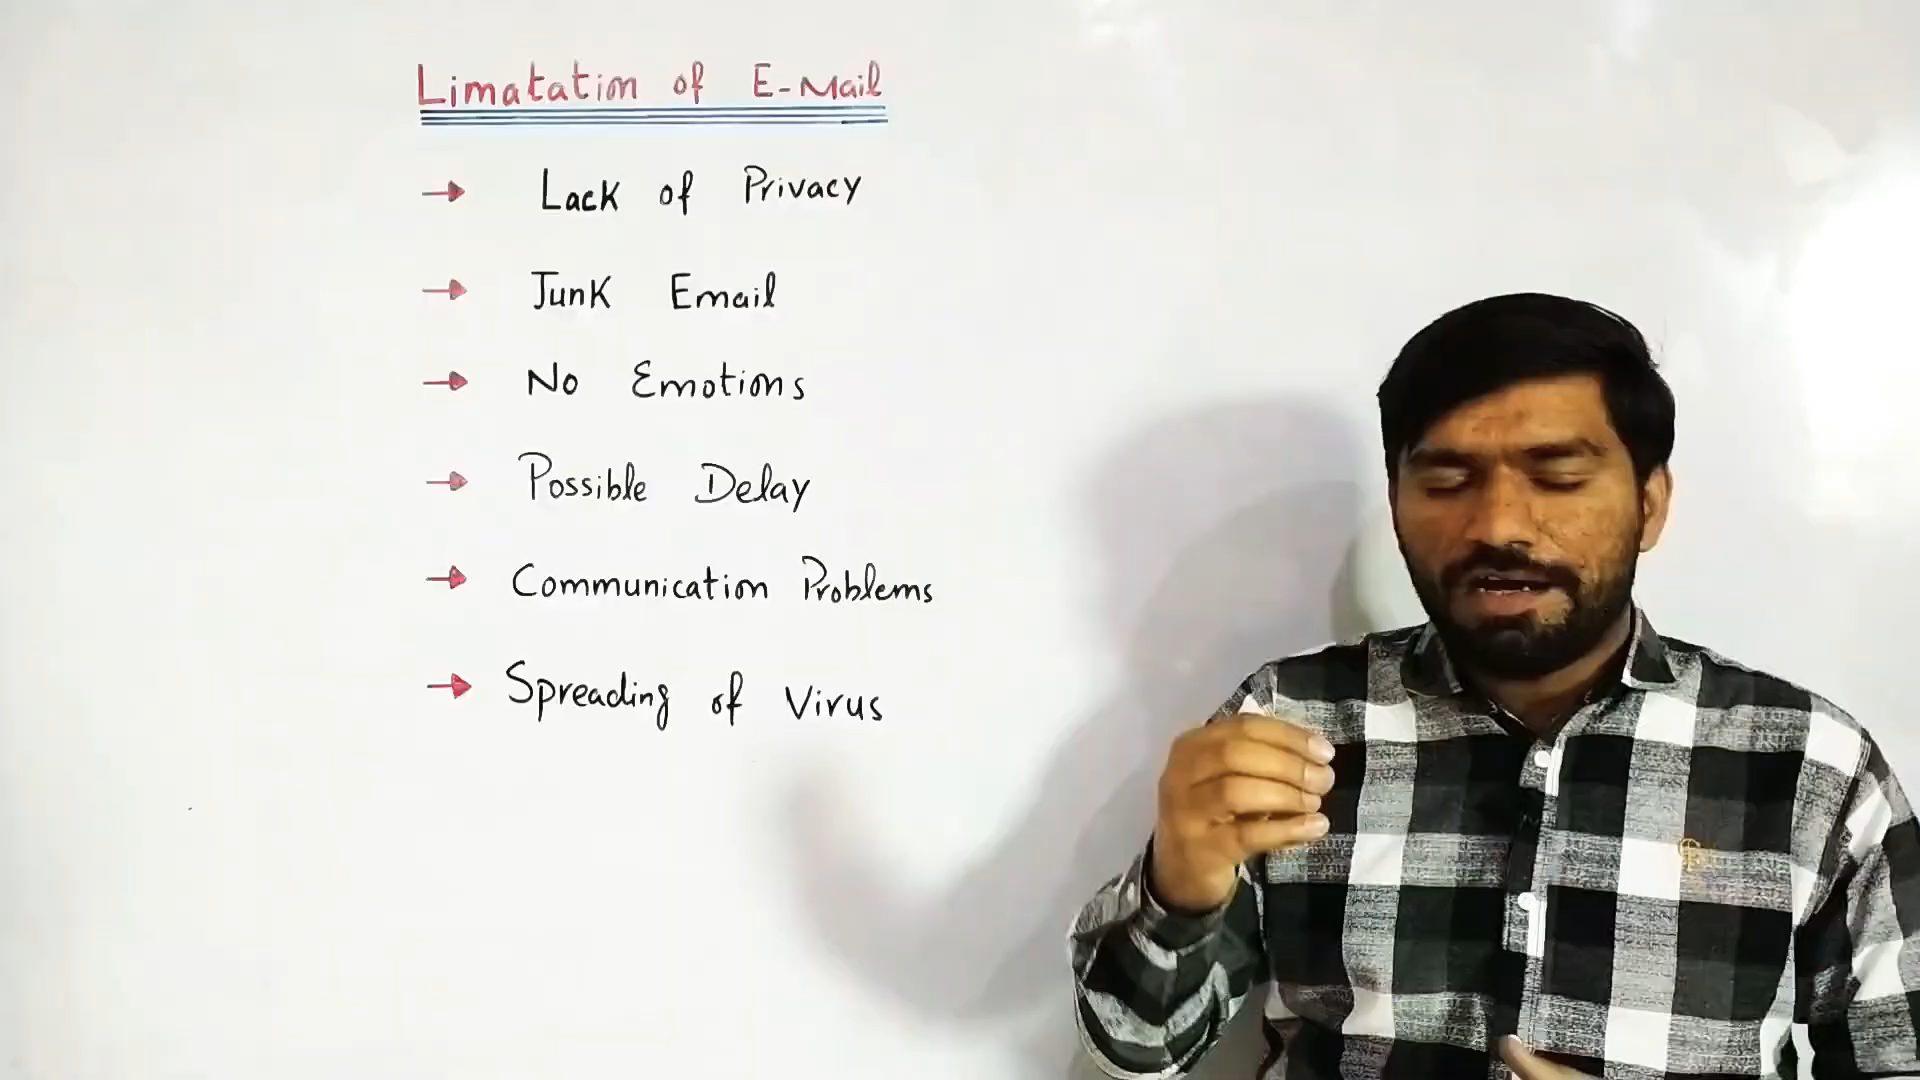 Limatation of E-Mail
→ Lack of Privacy
→ Junk Email
→ No Emotions
→ Possible Delay
→ Communication Problems
→ Spreading of Virus